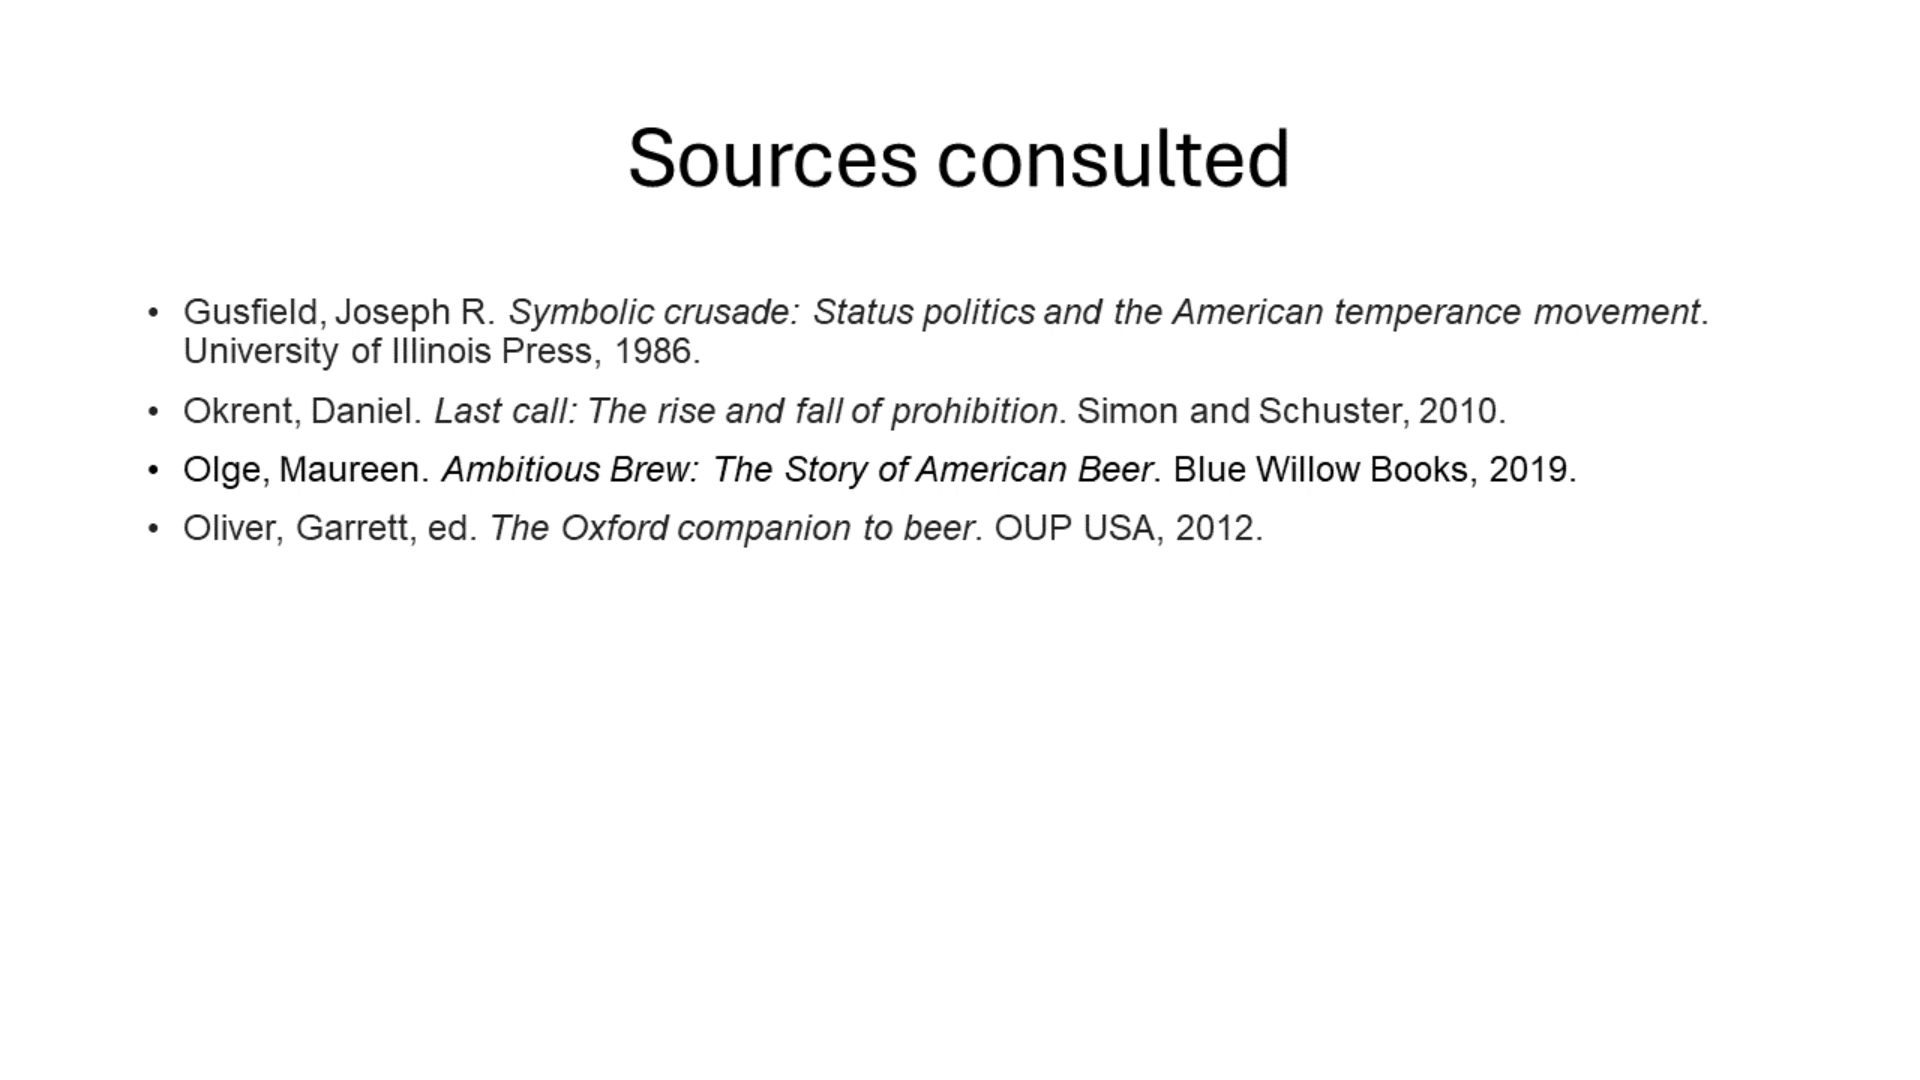 Sources consulted
• Gusfield, Joseph R. Symbolic crusade: Status politics and the American temperance movement.
University of Illinois Press, 1986.
• Okrent, Daniel. Last call: The rise and fall of prohibition. Simon and Schuster, 2010.
• Olge, Maureen. Ambitious Brew: The Story of American Beer. Blue Willow Books, 2019.
• Oliver, Garrett, ed. The Oxford companion to beer. OUP USA, 2012.